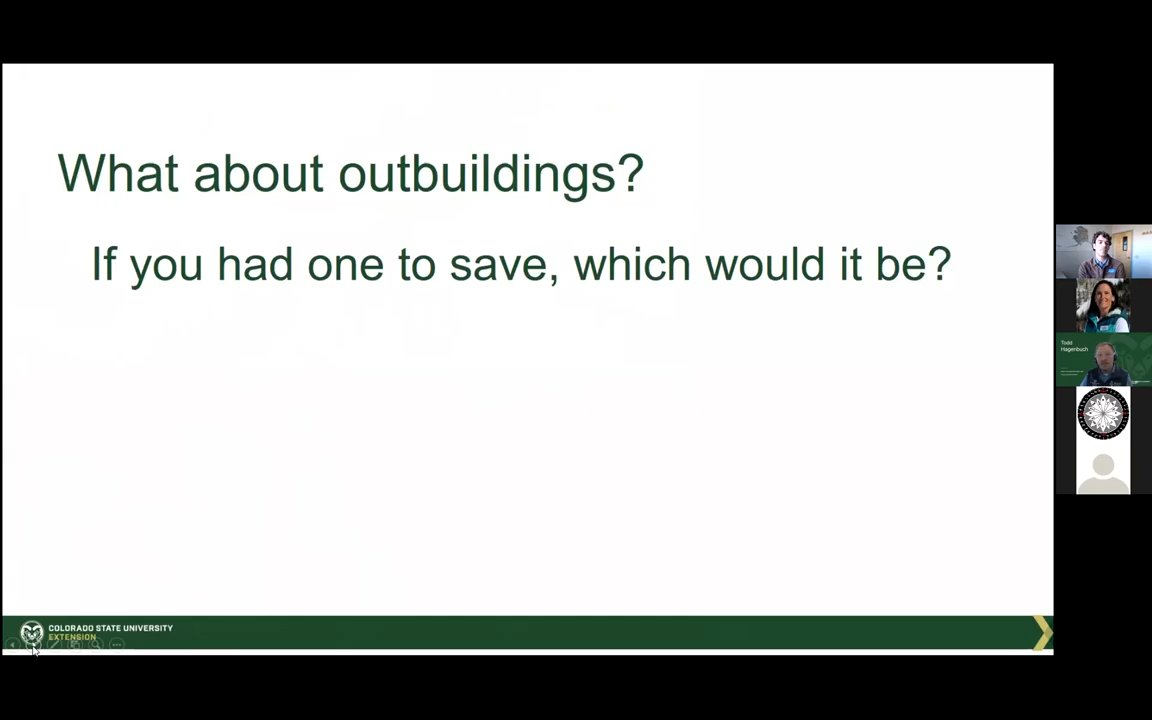 What about outbuildings?
If you had one to save, which would it be?
Todd
Hagenbuch
COLORADO STATE UNIVERSITY
EXTENSION